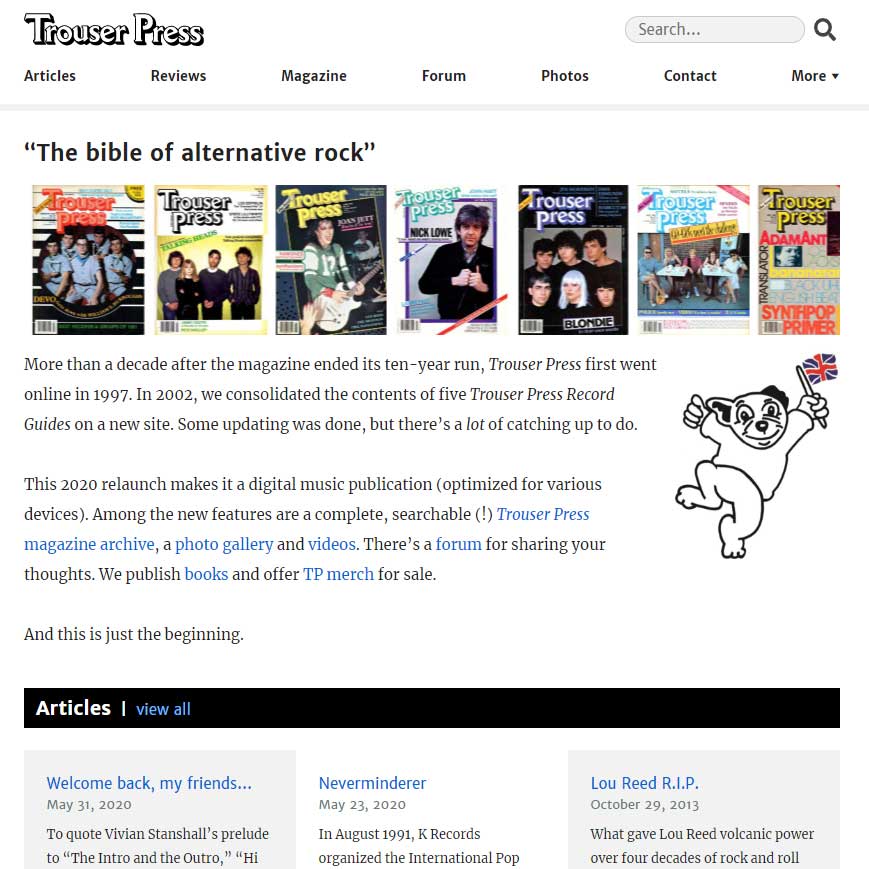 Trouser Press
Search...
Articles Reviews Magazine Forum Photos Contact More
“The bible of alternative rock”
Trouser Press DEVO
Trouser Press TALKING HEADS
Trouser Press JOAN JETT
Trouser Press NICK LOWE
Trouser Press BLONDIE
Trouser Press
Trouser Press ADAM ANT TRANSLATOR SYNTHPOP PRIMER
More than a decade after the magazine ended its ten-year run, Trouser Press first went
online in 1997. In 2002, we consolidated the contents of five Trouser Press Record
Guides on a new site. Some updating was done, but there’s a lot of catching up to do.
This 2020 relaunch makes it a digital music publication (optimized for various
devices). Among the new features are a complete, searchable (!) Trouser Press
magazine archive, a photo gallery and videos. There’s a forum for sharing your
thoughts. We publish books and offer TP merch for sale.
And this is just the beginning.
Articles | view all
Welcome back, my friends…
May 31, 2020
To quote Vivian Stanshall’s prelude
to “The Intro and the Outro,” “Hi
Neverminderer
May 23, 2020
In August 1991, K Records
organized the International Pop
Lou Reed R.I.P.
October 29, 2013
What gave Lou Reed volcanic power
over four decades of rock and roll